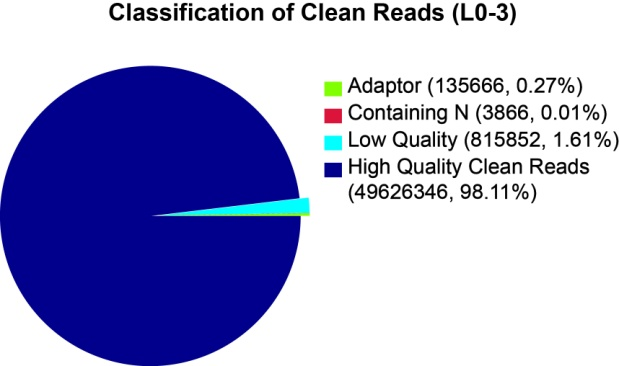 Classification of Clean Reads (L0-3)
Adaptor (135666, 0.27%)
Containing N (3866, 0.01%)
Low Quality (815852, 1.61%)
High Quality Clean Reads
(49626346, 98.11%)